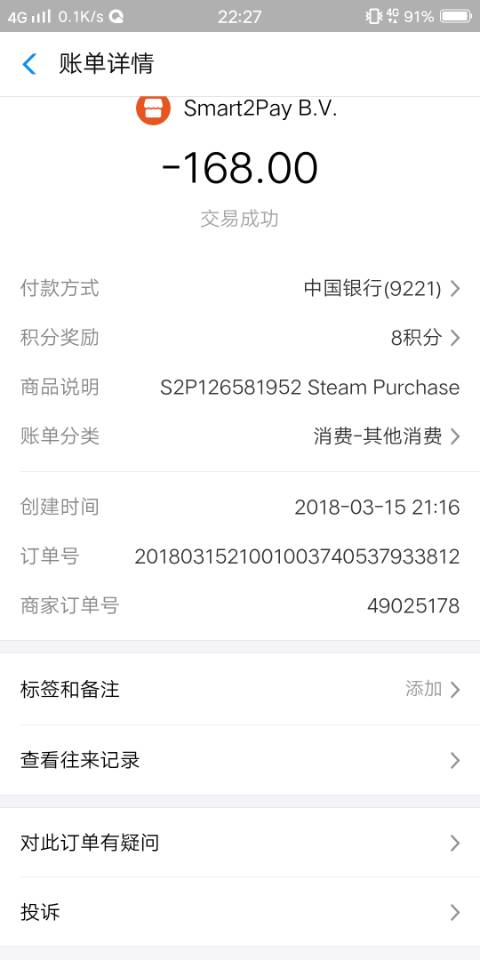 4G 0.1K/s 22:27 4G 91%
账单详情
Smart2Pay B.V.
-168.00
交易成功
付款方式 中国银行(9221)
积分奖励 8积分
商品说明 S2P126581952 Steam Purchase
账单分类 消费-其他消费
创建时间 2018-03-15 21:16
订单号 2018031521001003740537933812
商家订单号 49025178
标签和备注 添加
查看往来记录
对此订单有疑问
投诉